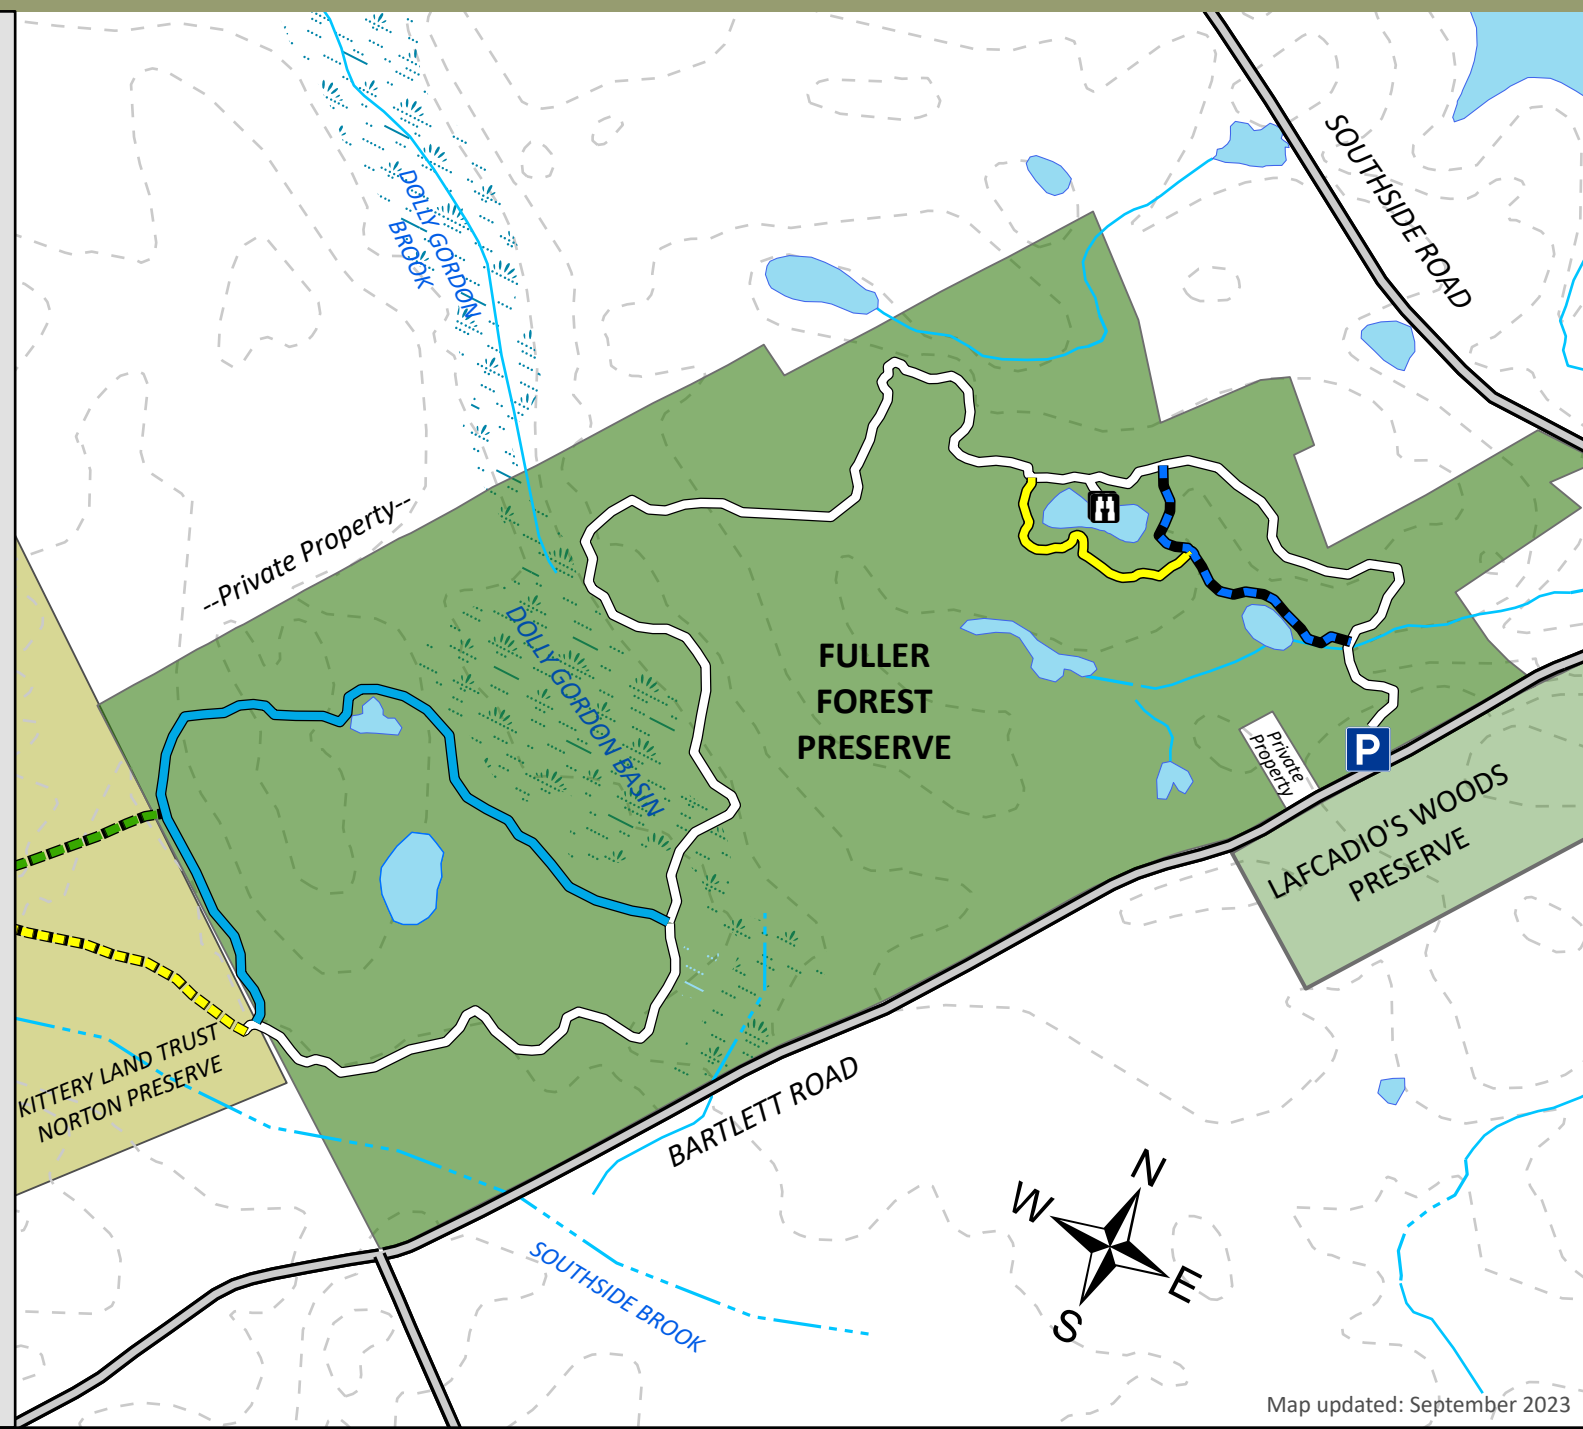 SOUTHSIDE ROAD
DOLLY GORDON
BROOK
--Private Property--
DOLLY GORDON BASIN
FULLER
FOREST
PRESERVE
Private
Property
P
LAFCADIO'S WOODS
PRESERVE
KITTERY LAND TRUST
NORTON PRESERVE
BARTLETT ROAD
SOUTHSIDE BROOK
N
W
E
S
Map updated: September 2023